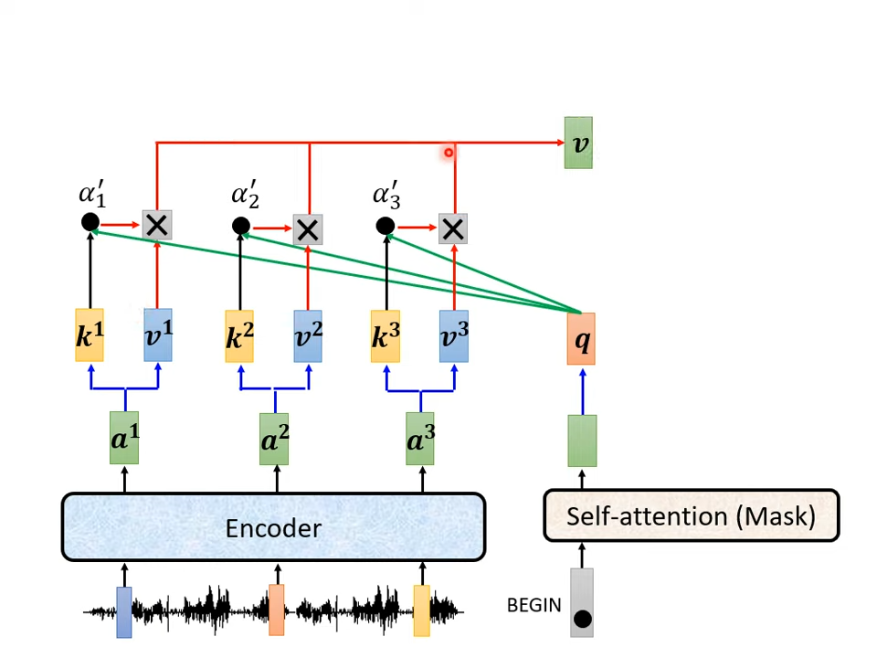 v
α′₁ α′₂ α′₃
× × ×
k¹ v¹ k² v² k³ v³ q
a¹ a² a³
Encoder Self-attention (Mask)
BEGIN